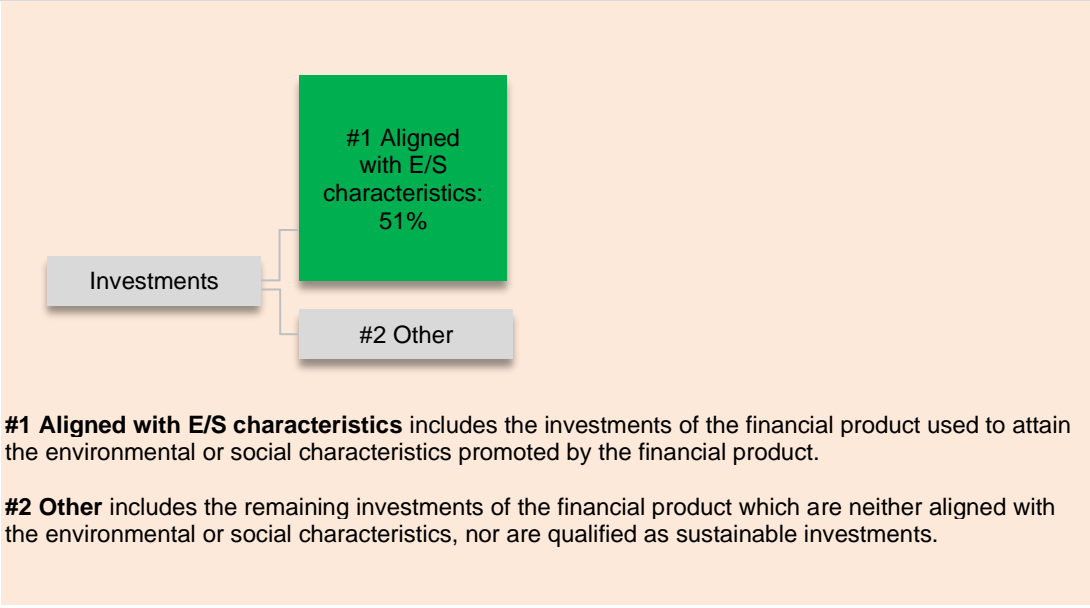 #1 Aligned
with E/S
characteristics:
51%
Investments
#2 Other
#1 Aligned with E/S characteristics includes the investments of the financial product used to attain
the environmental or social characteristics promoted by the financial product.
#2 Other includes the remaining investments of the financial product which are neither aligned with
the environmental or social characteristics, nor are qualified as sustainable investments.